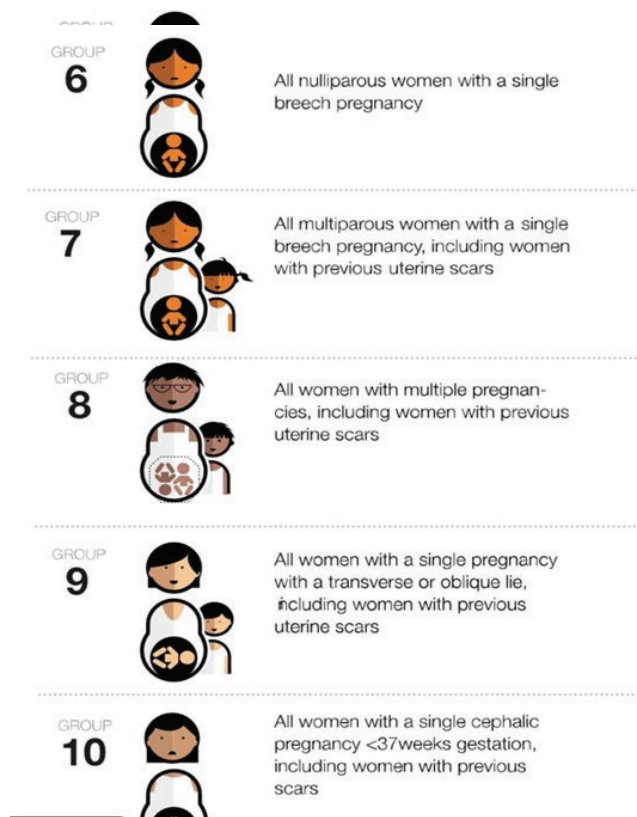 GROUP
6
All nulliparous women with a single
breech pregnancy
GROUP
7
All multiparous women with a single
breech pregnancy, including women
with previous uterine scars
GROUP
8
All women with multiple pregnan-
cies, including women with previous
uterine scars
GROUP
9
All women with a single pregnancy
with a transverse or oblique lie,
including women with previous
uterine scars
GROUP
10
All women with a single cephalic
pregnancy <37weeks gestation,
including women with previous
scars